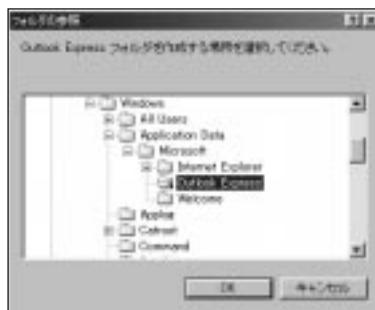 フォルダの参照
Outlook Express フォルダを作成する場所を選択してください。
Windows
All Users
Application Data
Microsoft
Internet Explorer
Outlook Express
Welcome
Applog
Catroot
Command
OK
キャンセル